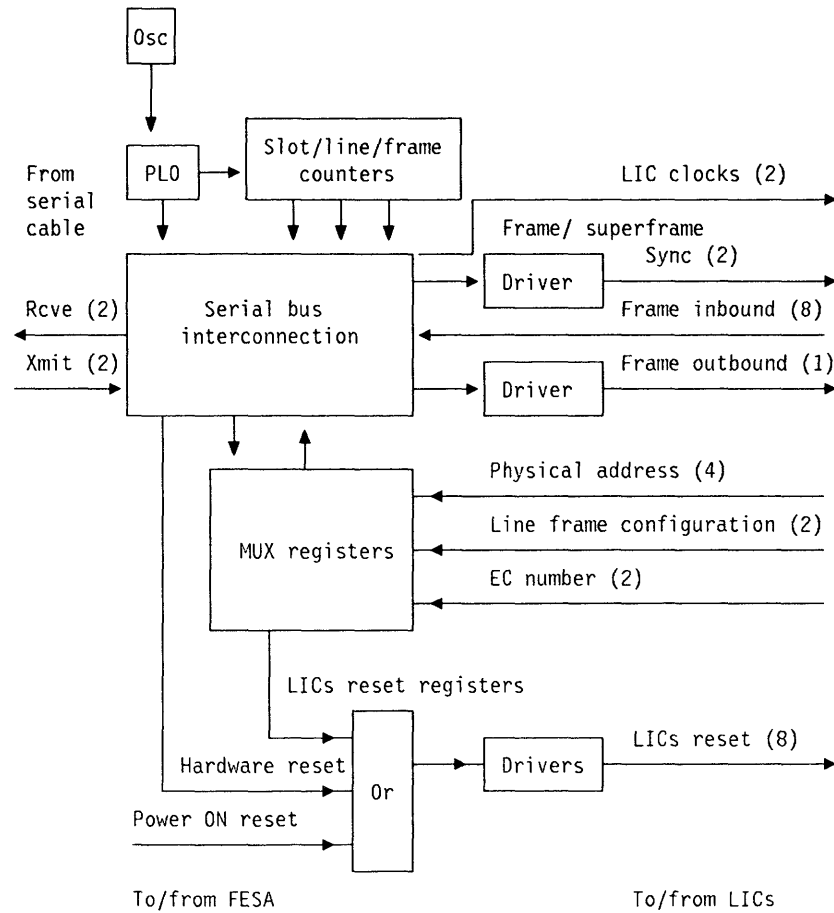 Osc
PLO
Slot/line/frame
counters
From
serial
cable
LIC clocks (2)
Frame/ superframe
Sync (2)
Driver
Serial bus
interconnection
Rcve (2)
Frame inbound (8)
Xmit (2)
Frame outbound (1)
Driver
Physical address (4)
MUX registers
Line frame configuration (2)
EC number (2)
LICs reset registers
LICs reset (8)
Hardware reset
Or
Drivers
Power ON reset
To/from FESA
To/from LICs